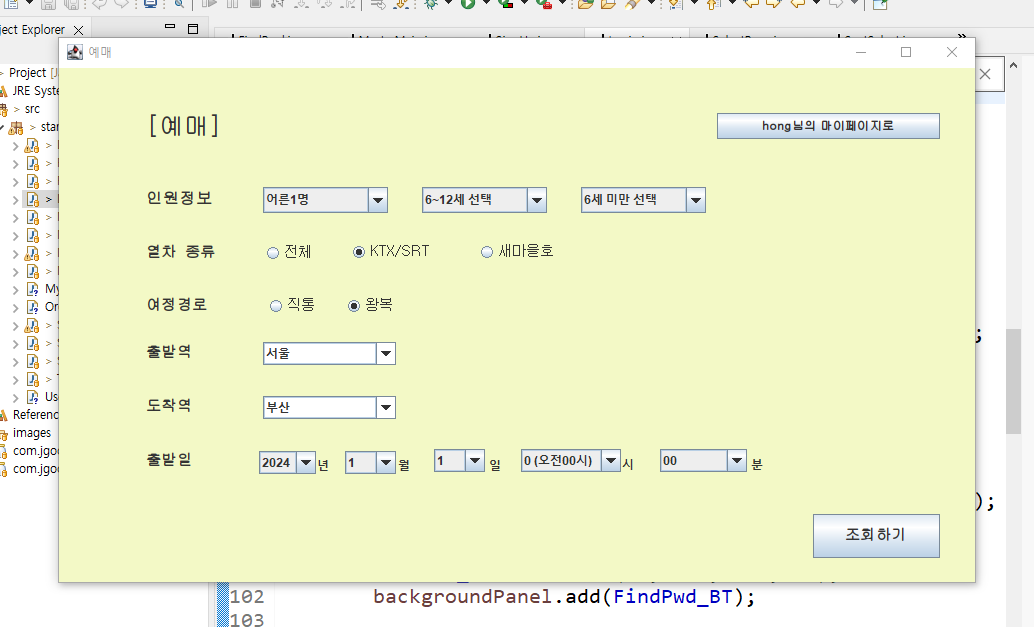 ject Explorer
예매
Project
JRE Syste
src
star
My
Or
Us
Referenc
images
com.jgoo
com.jgoo
[예매]
hong님의 마이페이지로
인원정보 어른1명 6~12세 선택 6세 미만 선택
열차 종류 전체 KTX/SRT 새마을호
여정경로 직통 왕복
출발역 서울
도착역 부산
출발일 2024 년 1 월 1 일 0 (오전00시) 시 00 분
조회하기
;
);
102 backgroundPanel.add(FindPwd_BT);
103